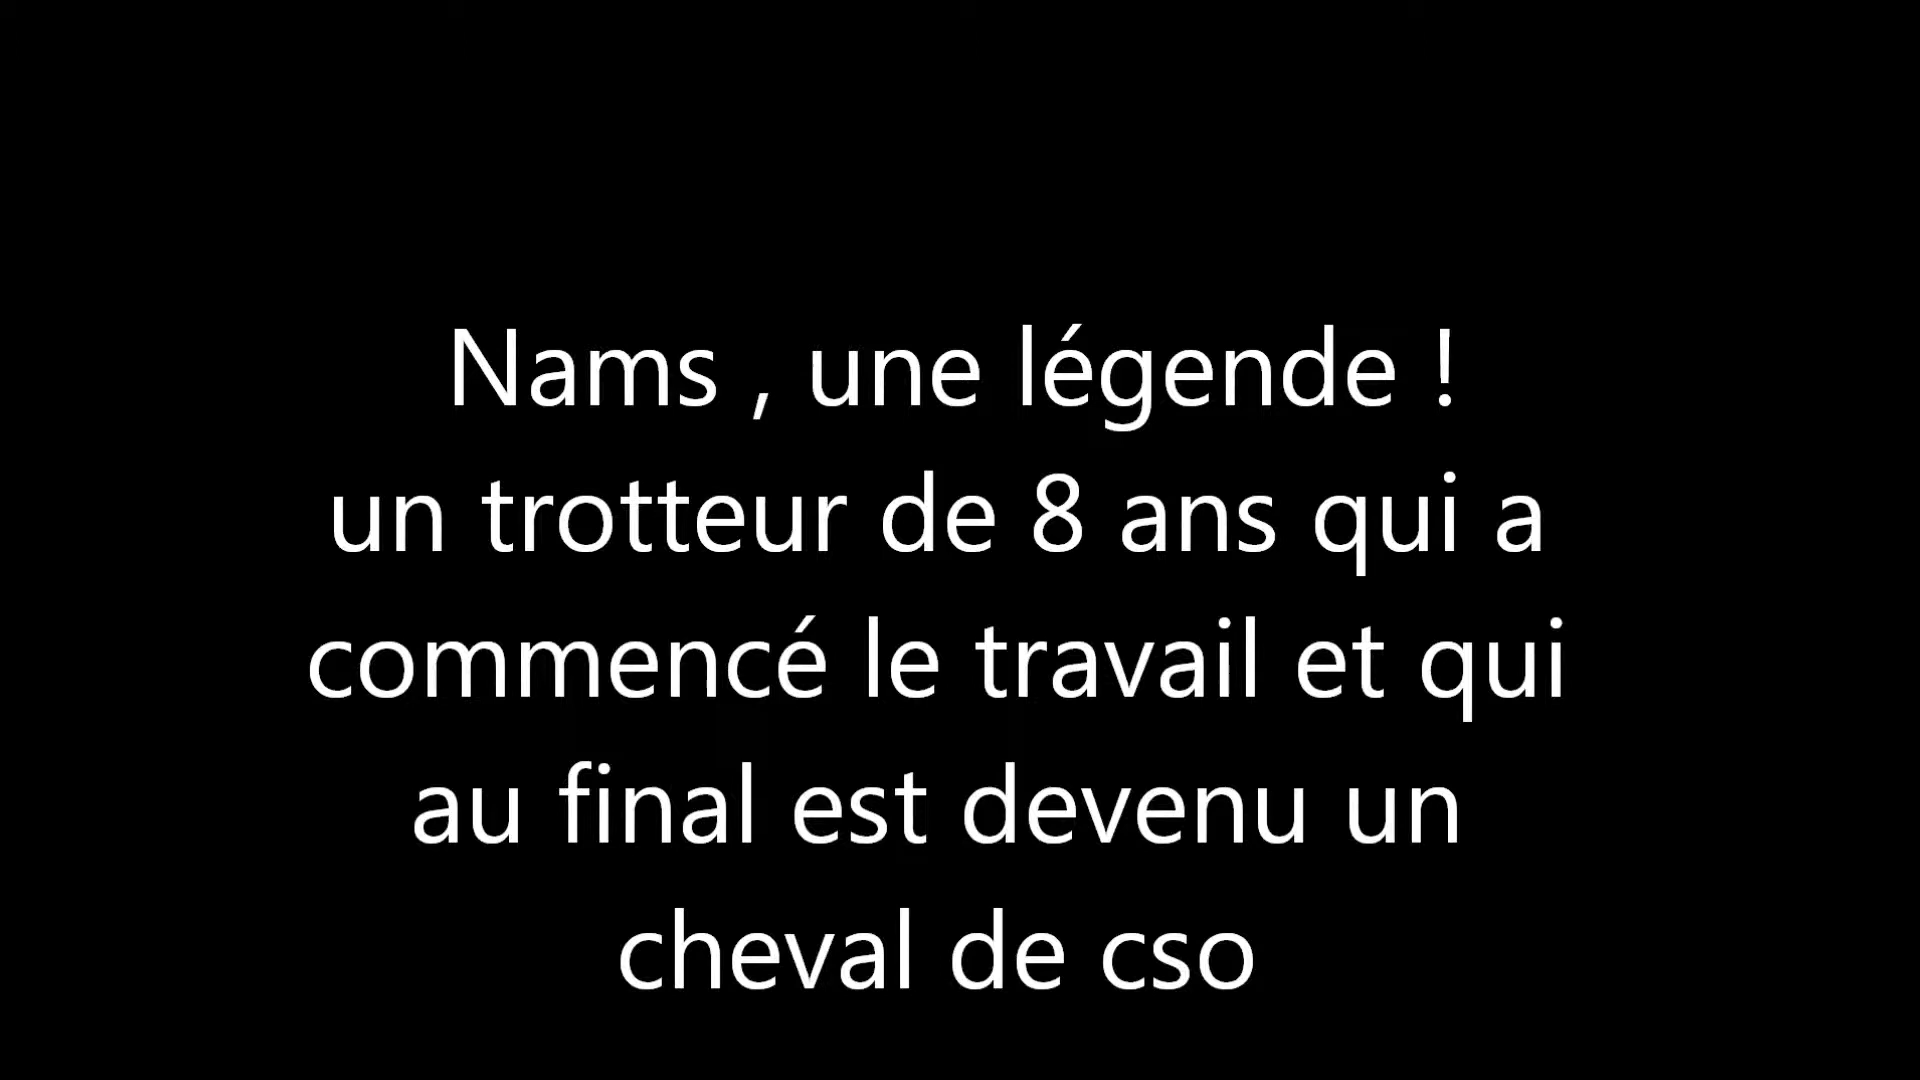 Nams , une légende !
un trotteur de 8 ans qui a
commencé le travail et qui
au final est devenu un
cheval de cso